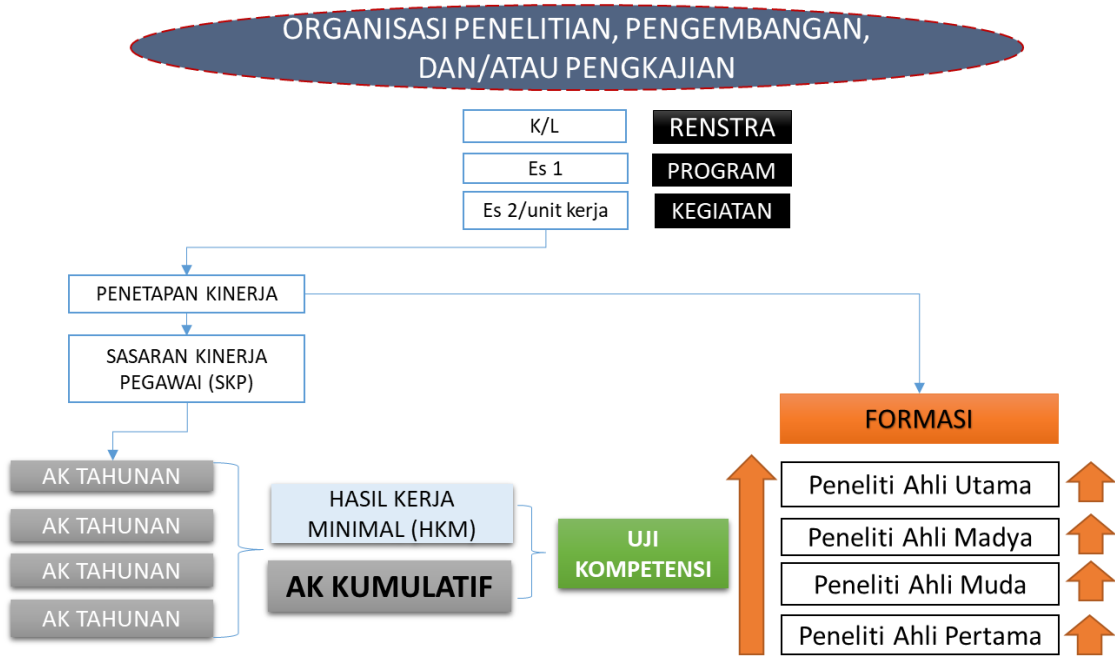 ORGANISASI PENELITIAN, PENGEMBANGAN,
DAN/ATAU PENGKAJIAN
K/L
RENSTRA
Es 1
PROGRAM
Es 2/unit kerja
KEGIATAN
PENETAPAN KINERJA
SASARAN KINERJA
PEGAWAI (SKP)
AK TAHUNAN
AK TAHUNAN
AK TAHUNAN
AK TAHUNAN
HASIL KERJA
MINIMAL (HKM)
AK KUMULATIF
UJI
KOMPETENSI
FORMASI
Peneliti Ahli Utama
Peneliti Ahli Madya
Peneliti Ahli Muda
Peneliti Ahli Pertama